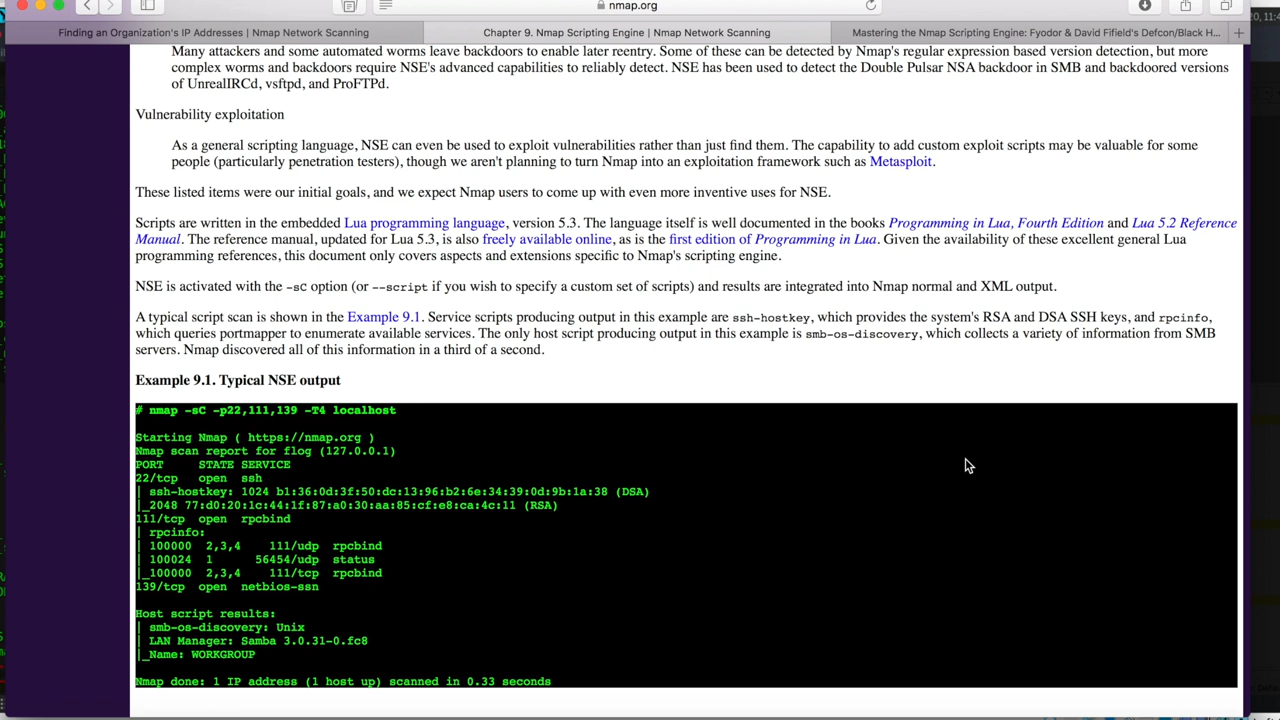 nmap.org
Finding an Organization's IP Addresses | Nmap Network Scanning
Chapter 9. Nmap Scripting Engine | Nmap Network Scanning
Mastering the Nmap Scripting Engine: Fyodor & David Fifield's Defcon/Black H...
Many attackers and some automated worms leave backdoors to enable later reentry. Some of these can be detected by Nmap's regular expression based version detection, but more
complex worms and backdoors require NSE's advanced capabilities to reliably detect. NSE has been used to detect the Double Pulsar NSA backdoor in SMB and backdoored versions
of UnrealIRCd, vsftpd, and ProFTPd.
Vulnerability exploitation
As a general scripting language, NSE can even be used to exploit vulnerabilities rather than just find them. The capability to add custom exploit scripts may be valuable for some
people (particularly penetration testers), though we aren't planning to turn Nmap into an exploitation framework such as Metasploit.
These listed items were our initial goals, and we expect Nmap users to come up with even more inventive uses for NSE.
Scripts are written in the embedded Lua programming language, version 5.3. The language itself is well documented in the books Programming in Lua, Fourth Edition and Lua 5.2 Reference
Manual. The reference manual, updated for Lua 5.3, is also freely available online, as is the first edition of Programming in Lua. Given the availability of these excellent general Lua
programming references, this document only covers aspects and extensions specific to Nmap's scripting engine.
NSE is activated with the -sC option (or --script if you wish to specify a custom set of scripts) and results are integrated into Nmap normal and XML output.
A typical script scan is shown in the Example 9.1. Service scripts producing output in this example are ssh-hostkey, which provides the system's RSA and DSA SSH keys, and rpcinfo,
which queries portmapper to enumerate available services. The only host script producing output in this example is smb-os-discovery, which collects a variety of information from SMB
servers. Nmap discovered all of this information in a third of a second.
Example 9.1. Typical NSE output
# nmap -sC -p22,111,139 -T4 localhost
Starting Nmap ( https://nmap.org )
Nmap scan report for flog (127.0.0.1)
PORT STATE SERVICE
22/tcp open ssh
| ssh-hostkey: 1024 b1:36:0d:3f:50:dc:13:96:b2:6e:34:39:0d:9b:1a:38 (DSA)
|_2048 77:d0:20:1c:44:1f:87:a0:30:aa:85:cf:e8:ca:4c:11 (RSA)
111/tcp open rpcbind
| rpcinfo:
| 100000 2,3,4 111/udp rpcbind
| 100024 1 56454/udp status
|_100000 2,3,4 111/tcp rpcbind
139/tcp open netbios-ssn
Host script results:
| smb-os-discovery: Unix
| LAN Manager: Samba 3.0.31-0.fc8
|_Name: WORKGROUP
Nmap done: 1 IP address (1 host up) scanned in 0.33 seconds